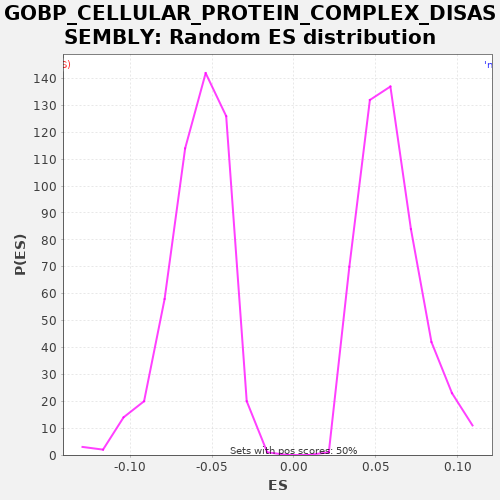 GOBP_CELLULAR_PROTEIN_COMPLEX_DISAS
SEMBLY: Random ES distribution
s)
'n
140
130
120
110
100
90
80
70
60
50
40
30
20
10
0
P(ES)
Sets with pos scores: 50%
-0.10
-0.05
0.00
0.05
0.10
ES